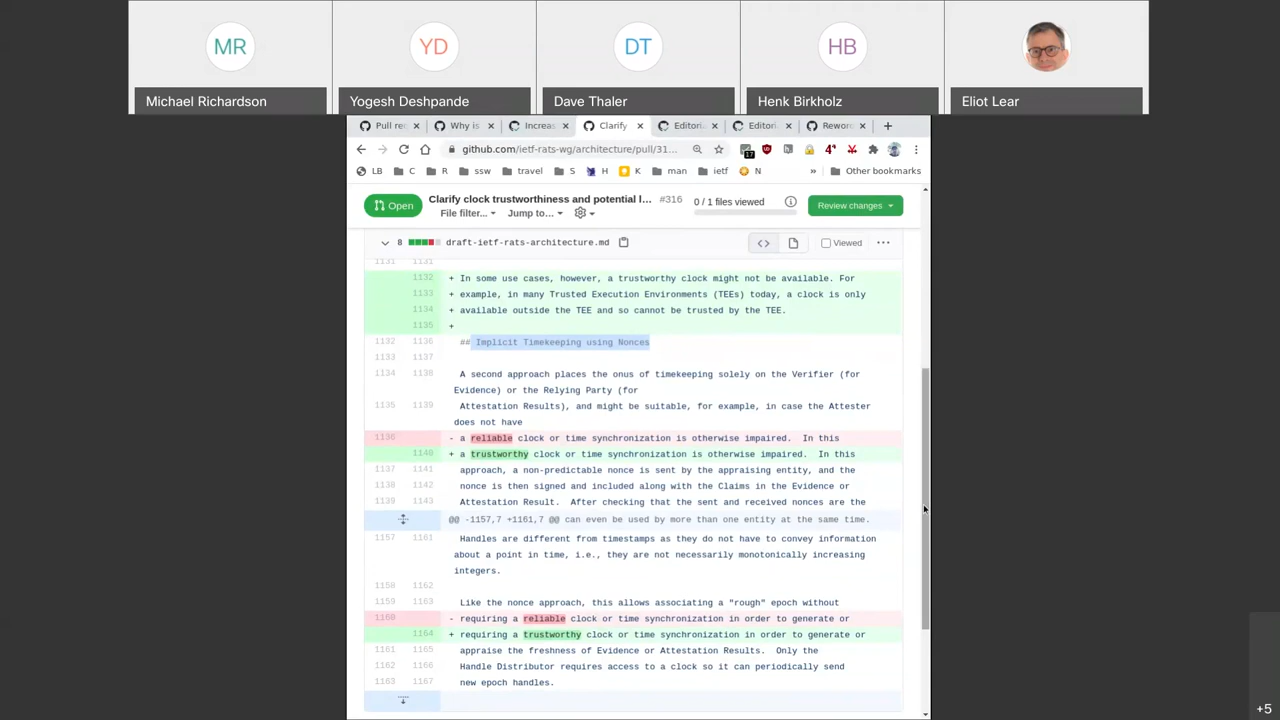 MR
YD
DT
HB
Michael Richardson
Yogesh Deshpande
Dave Thaler
Henk Birkholz
Eliot Lear
Pull re
Why is
Increas
Clarify
Editoria
Editori
Rewor
github.com/ietf-rats-wg/architecture/pull/31...
17
LB
C
R
ssw
travel
S
H
K
man
ietf
N
»
Other bookmarks
Open
Clarify clock trustworthiness and potential l... #316
File filter...
Jump to...
0 / 1 files viewed
Review changes
8 draft-ietf-rats-architecture.md
Viewed
1131 1131
1132 + In some use cases, however, a trustworthy clock might not be available. For
1133 + example, in many Trusted Execution Environments (TEEs) today, a clock is only
1134 + available outside the TEE and so cannot be trusted by the TEE.
1135 +
1132 1136 ## Implicit Timekeeping using Nonces
1133 1137
1134 1138 A second approach places the onus of timekeeping solely on the Verifier (for
Evidence) or the Relying Party (for
1135 1139 Attestation Results), and might be suitable, for example, in case the Attester
does not have
1136 - a reliable clock or time synchronization is otherwise impaired. In this
1140 + a trustworthy clock or time synchronization is otherwise impaired. In this
1137 1141 approach, a non-predictable nonce is sent by the appraising entity, and the
1138 1142 nonce is then signed and included along with the Claims in the Evidence or
1139 1143 Attestation Result. After checking that the sent and received nonces are the
@@ -1157,7 +1161,7 @@ can even be used by more than one entity at the same time.
1157 1161 Handles are different from timestamps as they do not have to convey information
about a point in time, i.e., they are not necessarily monotonically increasing
integers.
1158 1162
1159 1163 Like the nonce approach, this allows associating a "rough" epoch without
1160 - requiring a reliable clock or time synchronization in order to generate or
1164 + requiring a trustworthy clock or time synchronization in order to generate or
1161 1165 appraise the freshness of Evidence or Attestation Results. Only the
1162 1166 Handle Distributor requires access to a clock so it can periodically send
1163 1167 new epoch handles.
+5